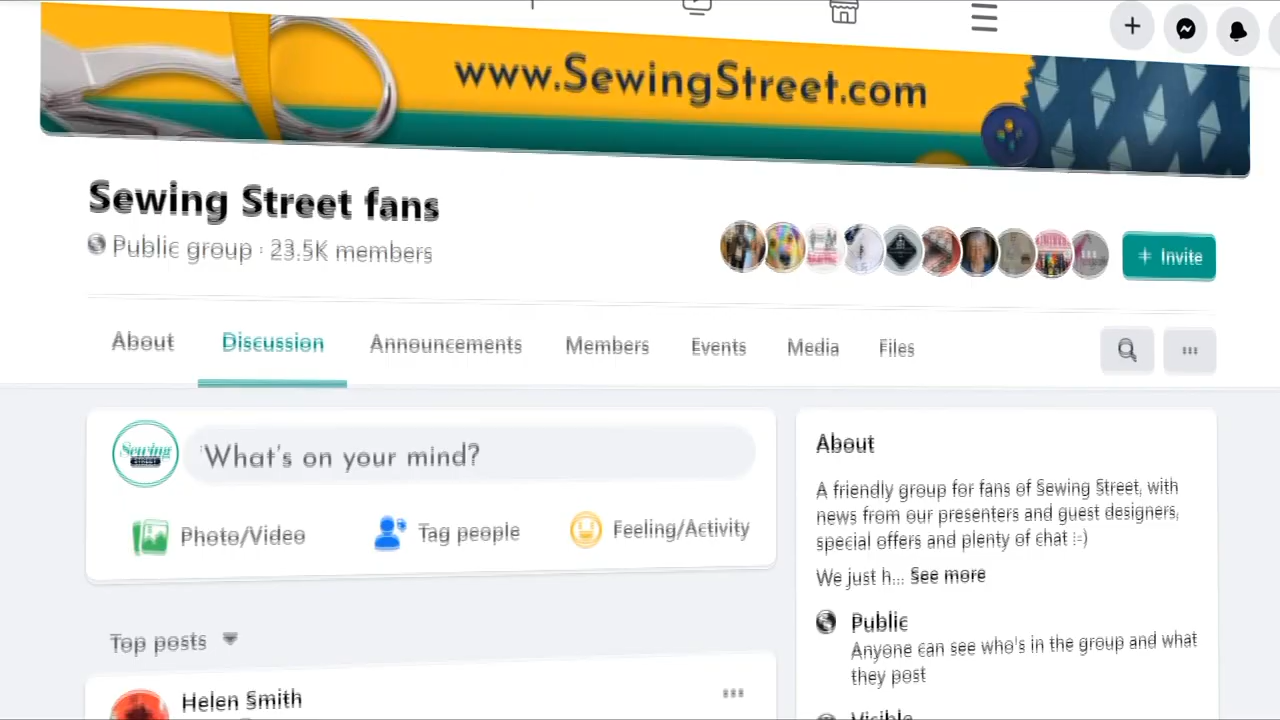 www.SewingStreet.com
Sewing Street fans
Public group · 23.5K members
+ Invite
About Discussion Announcements Members Events Media Files
Sewing
STREET
What's on your mind?
Photo/Video Tag people Feeling/Activity
About
A friendly group for fans of Sewing Street, with
news from our presenters and guest designers,
special offers and plenty of chat :-)
We just h... See more
Public
Anyone can see who's in the group and what
they post
Top posts
Helen Smith
Visible